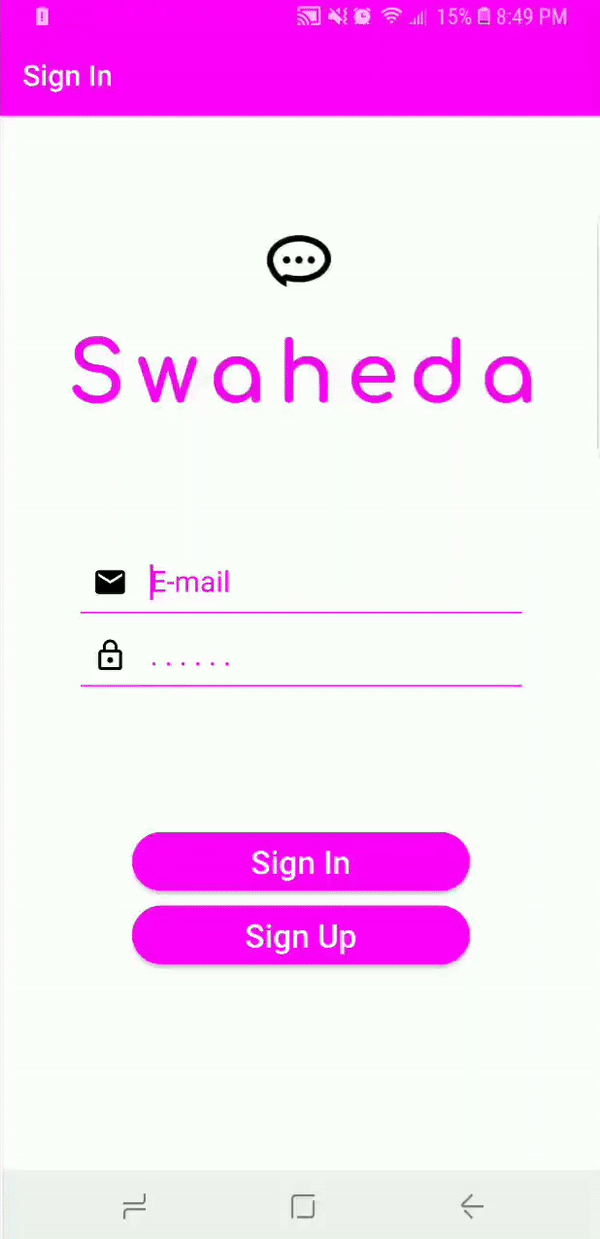 15% 8:49 PM
Sign In
Swaheda
E-mail
......
Sign In
Sign Up